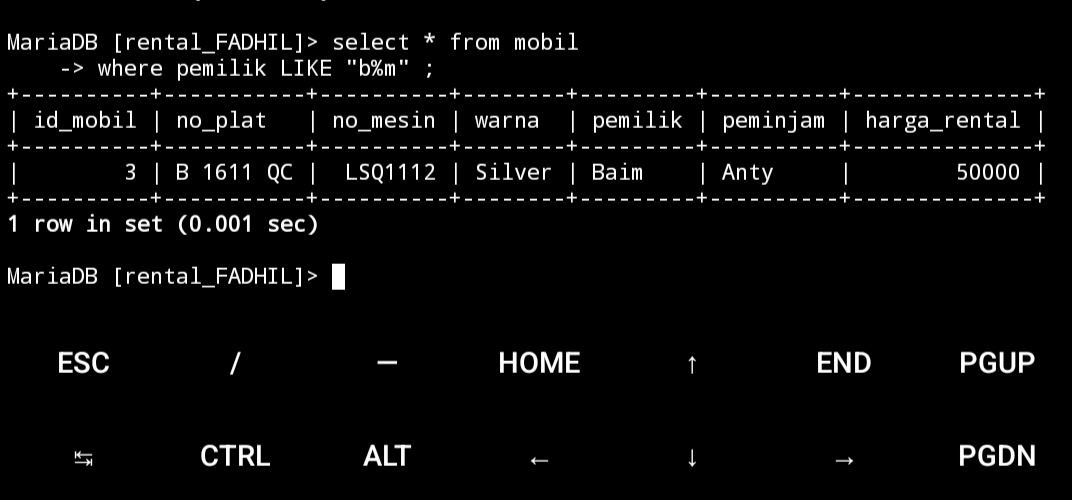 MariaDB [rental_FADHIL]> select * from mobil
    -> where pemilik LIKE "b%m" ;
+----------+-----------+----------+--------+---------+----------+--------------+
| id_mobil | no_plat   | no_mesin | warna  | pemilik | peminjam | harga_rental |
+----------+-----------+----------+--------+---------+----------+--------------+
|        3 | B 1611 QC |  LSQ1112 | Silver | Baim    | Anty     |        50000 |
+----------+-----------+----------+--------+---------+----------+--------------+
1 row in set (0.001 sec)
MariaDB [rental_FADHIL]>
ESC / — HOME ↑ END PGUP
↹ CTRL ALT ← ↓ → PGDN